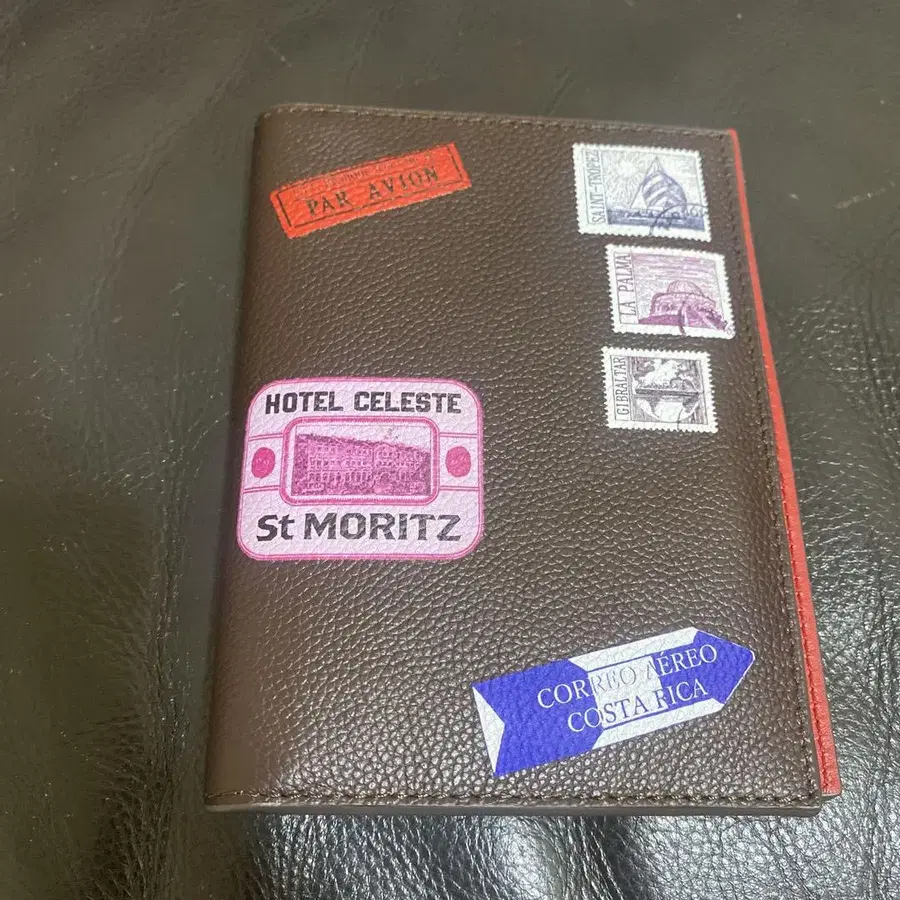 PAR AVION
SAINT-TROPEZ
LA PALMA
GIBRALTAR
HOTEL CELESTE
St MORITZ
CORREO AÉREO
COSTA RICA